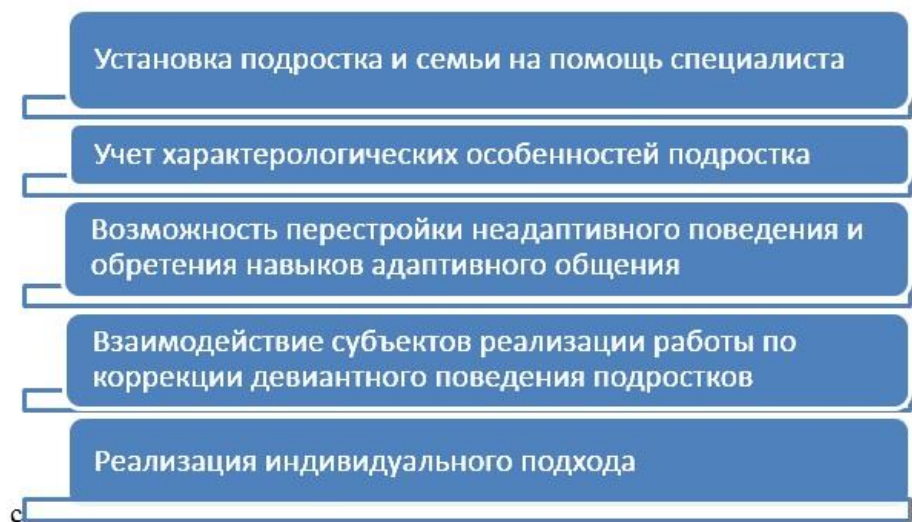 Установка подростка и семьи на помощь специалиста
Учет характерологических особенностей подростка
Возможность перестройки неадаптивного поведения и
обретения навыков адаптивного общения
Взаимодействие субъектов реализации работы по
коррекции девиантного поведения подростков
Реализация индивидуального подхода
с